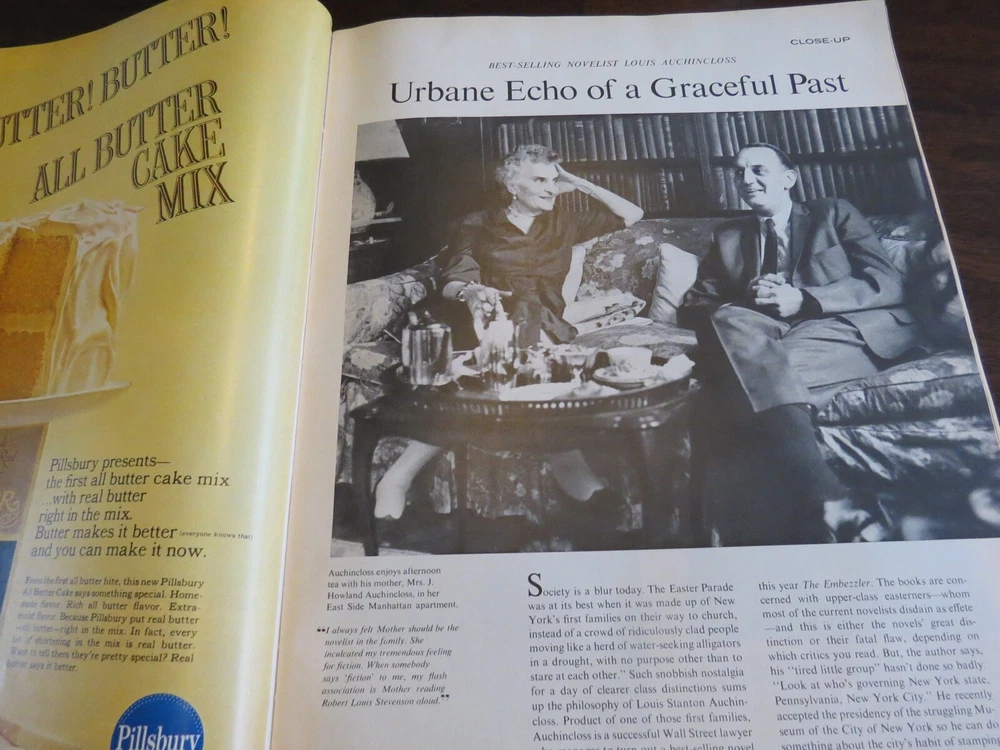 BUTTER! BUTTER!
ALL BUTTER
CAKE
MIX
Pillsbury presents—
the first all butter cake mix
...with real butter
right in the mix.
Butter makes it better (everyone knows that)
and you can make it now.
From the first all butter bite, this new Pillsbury
All Butter Cake says something special. Home-
made flavor. Rich all butter flavor. Extra-
flavor. Because Pillsbury put real butter
—all butter—right in the mix. In fact, every
bit of shortening in the mix is real butter.
Want to tell them they're pretty special? Real
butter says it better.
Pillsbury
CLOSE-UP
BEST-SELLING NOVELIST LOUIS AUCHINCLOSS
Urbane Echo of a Graceful Past
Auchincloss enjoys afternoon
tea with his mother, Mrs. J.
Howland Auchincloss, in her
East Side Manhattan apartment.
"I always felt Mother should be the
novelist in the family. She
inculcated my tremendous feeling
for fiction. When somebody
says 'fiction' to me, my flash
association is Mother reading
Robert Louis Stevenson aloud."
Society is a blur today. The Easter Parade
was at its best when it was made up of New
York's first families on their way to church,
instead of a crowd of ridiculously clad people
moving like a herd of water-seeking alligators
in a drought, with no purpose other than to
stare at each other." Such snobbish nostalgia
for a day of clearer class distinctions sums
up the philosophy of Louis Stanton Auchin-
closs. Product of one of those first families,
Auchincloss is a successful Wall Street lawyer
who manages to turn out a best-selling novel
this year The Embezzler. The books are con-
cerned with upper-class easterners—whom
most of the current novelists disdain as effete
—and this is either the novels' great dis-
tinction or their fatal flaw, depending on
which critics you read. But, the author says,
his "tired little group" hasn't done so badly.
"Look at who's governing New York state,
Pennsylvania, New York City." He recently
accepted the presidency of the struggling Mu-
seum of the City of New York so he can do
something about the city's habit of stamping